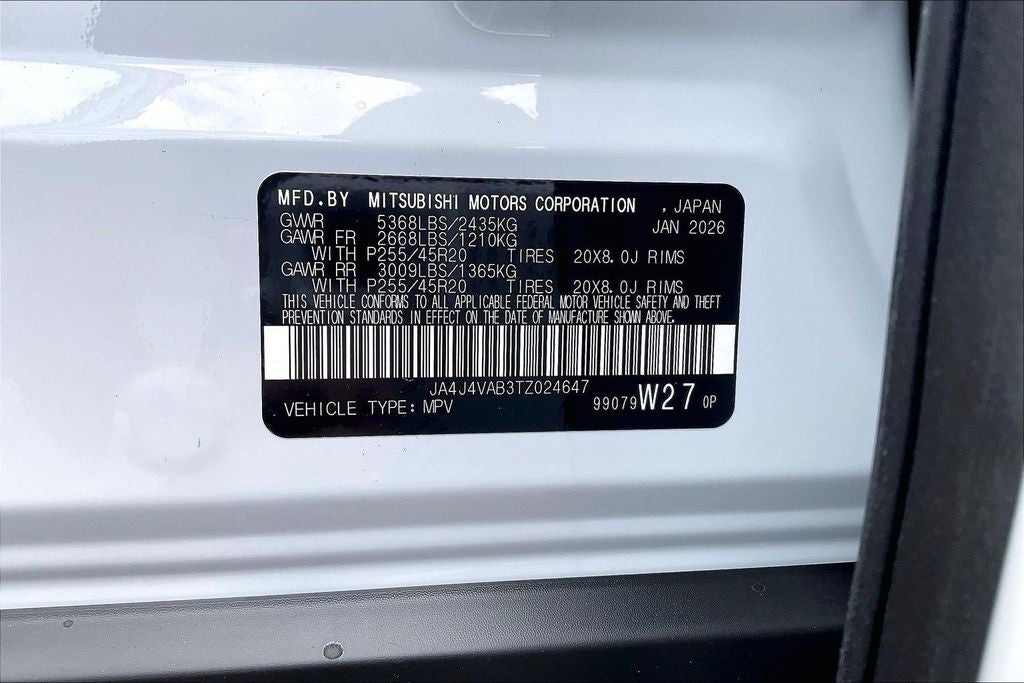 MFD.BY MITSUBISHI MOTORS CORPORATION , JAPAN
GWR 5368LBS/2435KG JAN 2026
GAWR FR 2668LBS/1210KG
WITH P255/45R20 TIRES 20X8.0J RIMS
GAWR RR 3009LBS/1365KG
WITH P255/45R20 TIRES 20X8.0J RIMS
THIS VEHICLE CONFORMS TO ALL APPLICABLE FEDERAL MOTOR VEHICLE SAFETY AND THEFT
PREVENTION STANDARDS IN EFFECT ON THE DATE OF MANUFACTURE SHOWN ABOVE.
JA4J4VAB3TZ024647
VEHICLE TYPE: MPV 99079 W27 0P